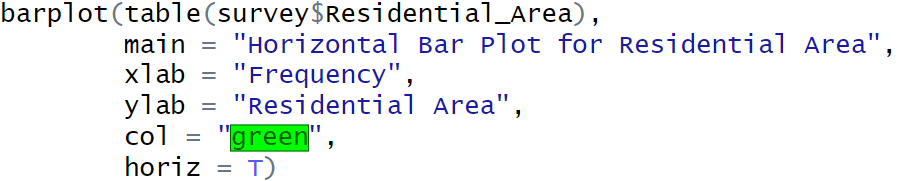 barplot(table(survey$Residential_Area),
main = "Horizontal Bar Plot for Residential Area",
xlab = "Frequency",
ylab = "Residential Area",
col = "green",
horiz = T)